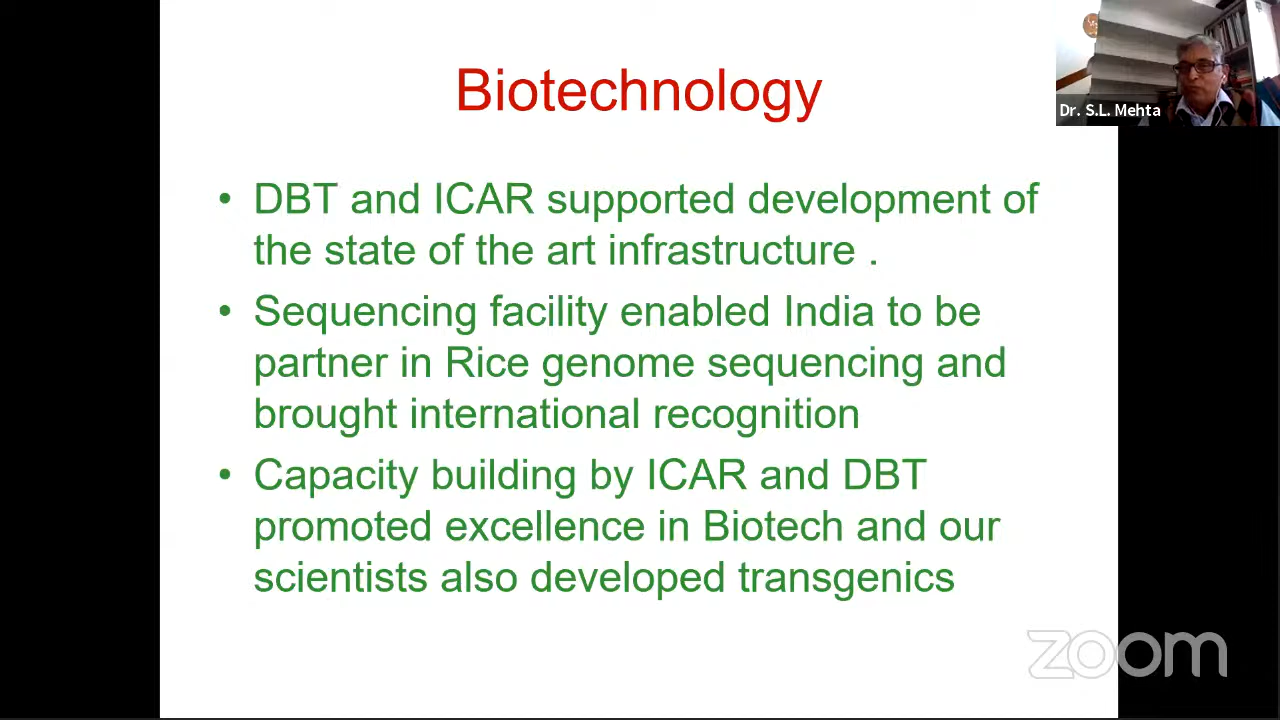 Biotechnology
Dr. S.L. Mehta
• DBT and ICAR supported development of
the state of the art infrastructure .
• Sequencing facility enabled India to be
partner in Rice genome sequencing and
brought international recognition
• Capacity building by ICAR and DBT
promoted excellence in Biotech and our
scientists also developed transgenics
zoom